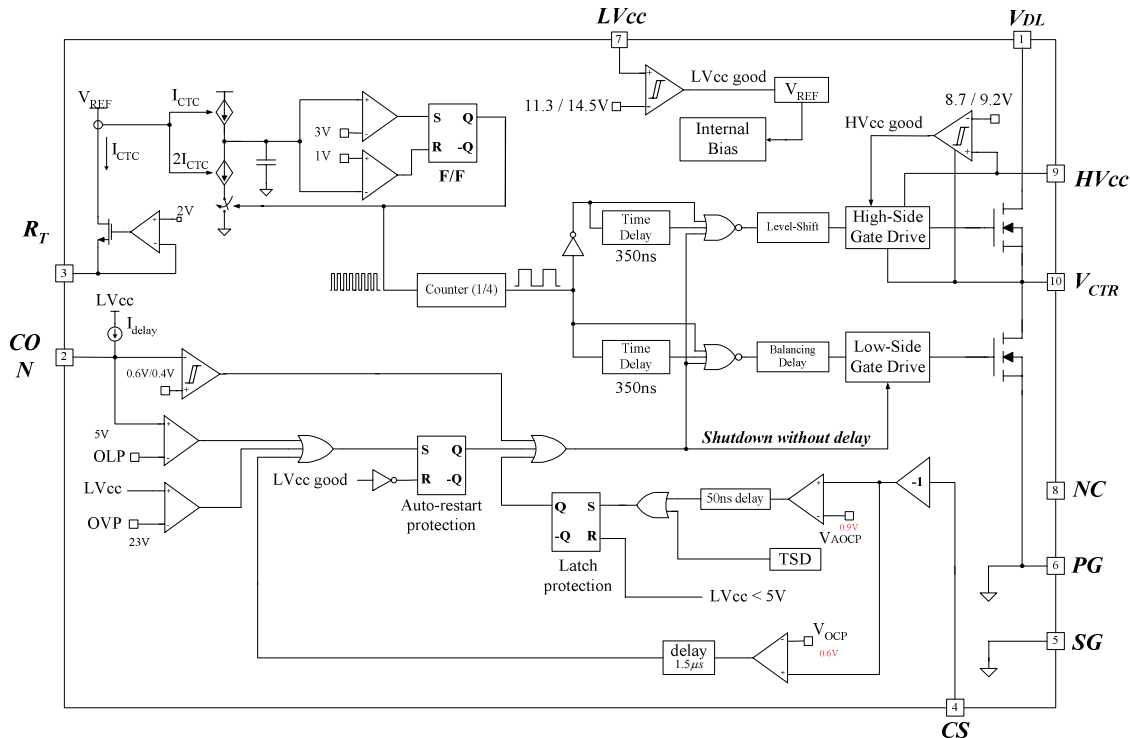 LVcc
VDL
7
1
VREF
ICTC
LVcc good
VREF
11.3 / 14.5V
8.7 / 9.2V
HVcc good
Internal
Bias
ICTC
2ICTC
3V
1V
+
-
+
-
S
Q
R
-Q
F/F
9
HVcc
RT
2V
+
-
3
Time
Delay
350ns
Level-Shift
High-Side
Gate Drive
Counter (1/4)
10
VCTR
LVcc
Idelay
CO
N
2
0.6V/0.4V
+
-
Time
Delay
350ns
Balancing
Delay
Low-Side
Gate Drive
Shutdown without delay
5V
OLP
+
-
S
Q
R
-Q
LVcc good
Auto-restart
protection
LVcc
OVP
23V
+
-
Q
S
-Q
R
Latch
protection
50ns delay
+
-
0.9V
VAOCP
-1
TSD
LVcc < 5V
8
NC
6
PG
5
SG
delay
1.5μs
-
+
VOCP
0.6V
4
CS